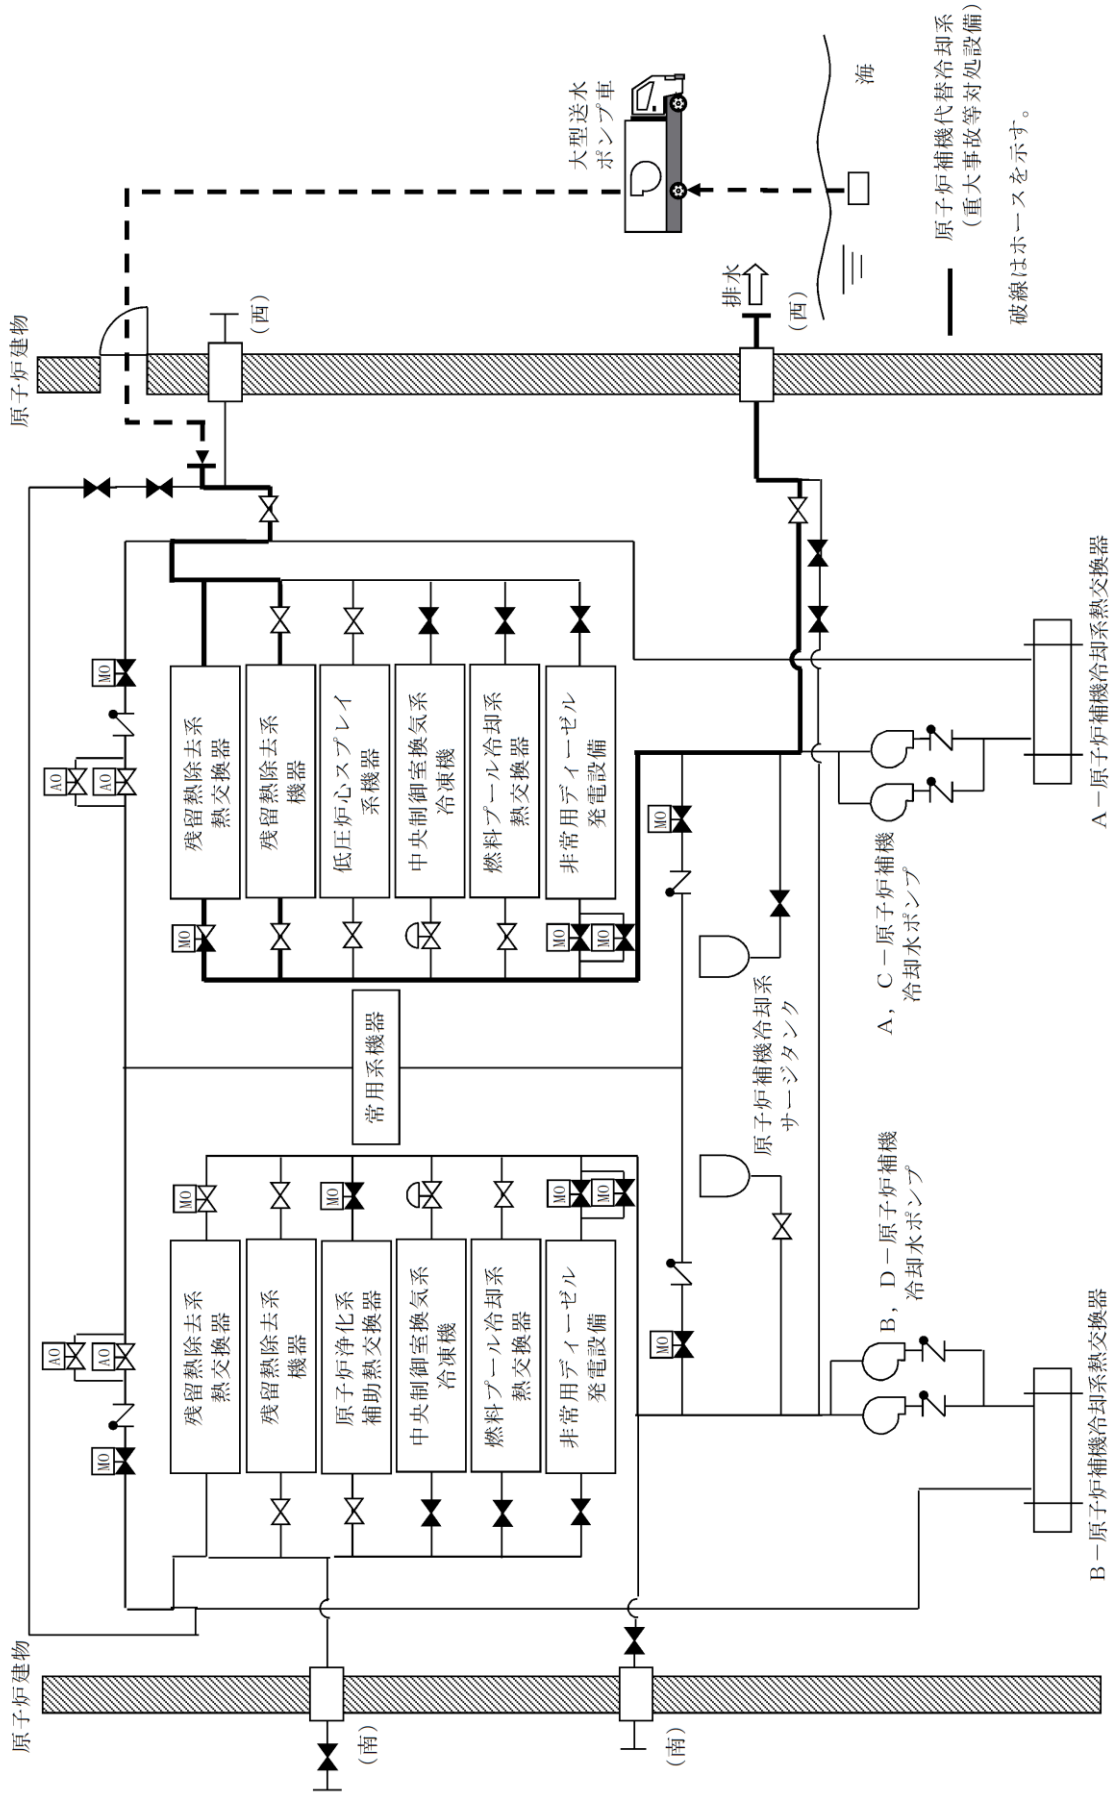 原子炉建物
原子炉建物
AO
AO
MO
AO
AO
MO
残留熱除去系
熱交換器
MO
MO
残留熱除去系
熱交換器
(西)
残留熱除去系
機器
残留熱除去系
機器
(南)
原子炉浄化系
補助熱交換器
MO
常用系機器
低圧炉心スプレイ
系機器
中央制御室換気系
冷凍機
中央制御室換気系
冷凍機
燃料プール冷却系
熱交換器
燃料プール冷却系
熱交換器
非常用ディーゼル
発電設備
MO
MO
MO
MO
非常用ディーゼル
発電設備
大型送水
ポンプ車
(南)
MO
MO
排水
(西)
原子炉補機冷却系
サージタンク
海
B，D－原子炉補機
冷却水ポンプ
A，C－原子炉補機
冷却水ポンプ
原子炉補機代替冷却系
(重大事故等対処設備)
破線はホースを示す。
B－原子炉補機冷却系熱交換器
A－原子炉補機冷却系熱交換器